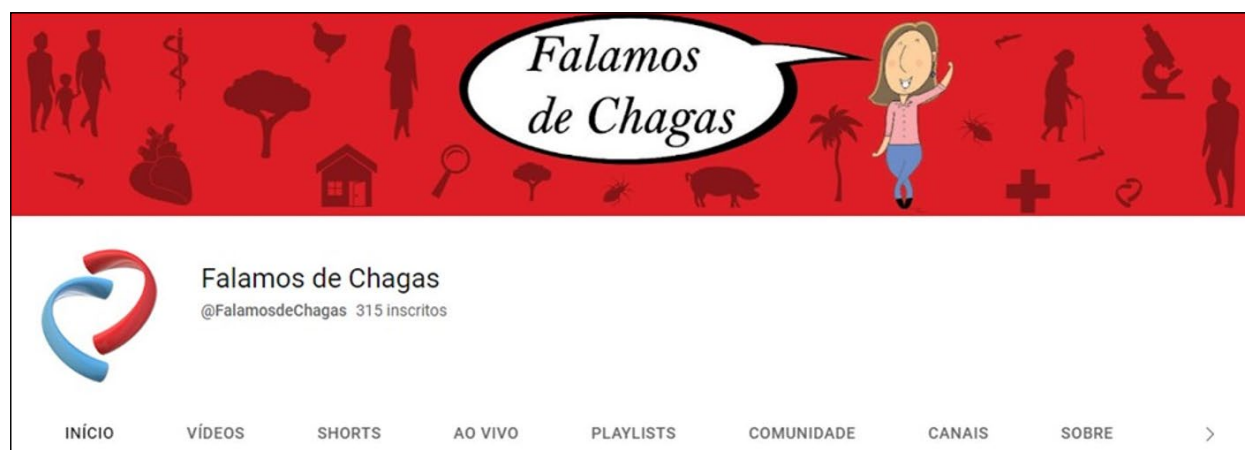 Falamos
de Chagas
Falamos de Chagas
@FalamosdeChagas 315 inscritos
INÍCIO VÍDEOS SHORTS AO VIVO PLAYLISTS COMUNIDADE CANAIS SOBRE